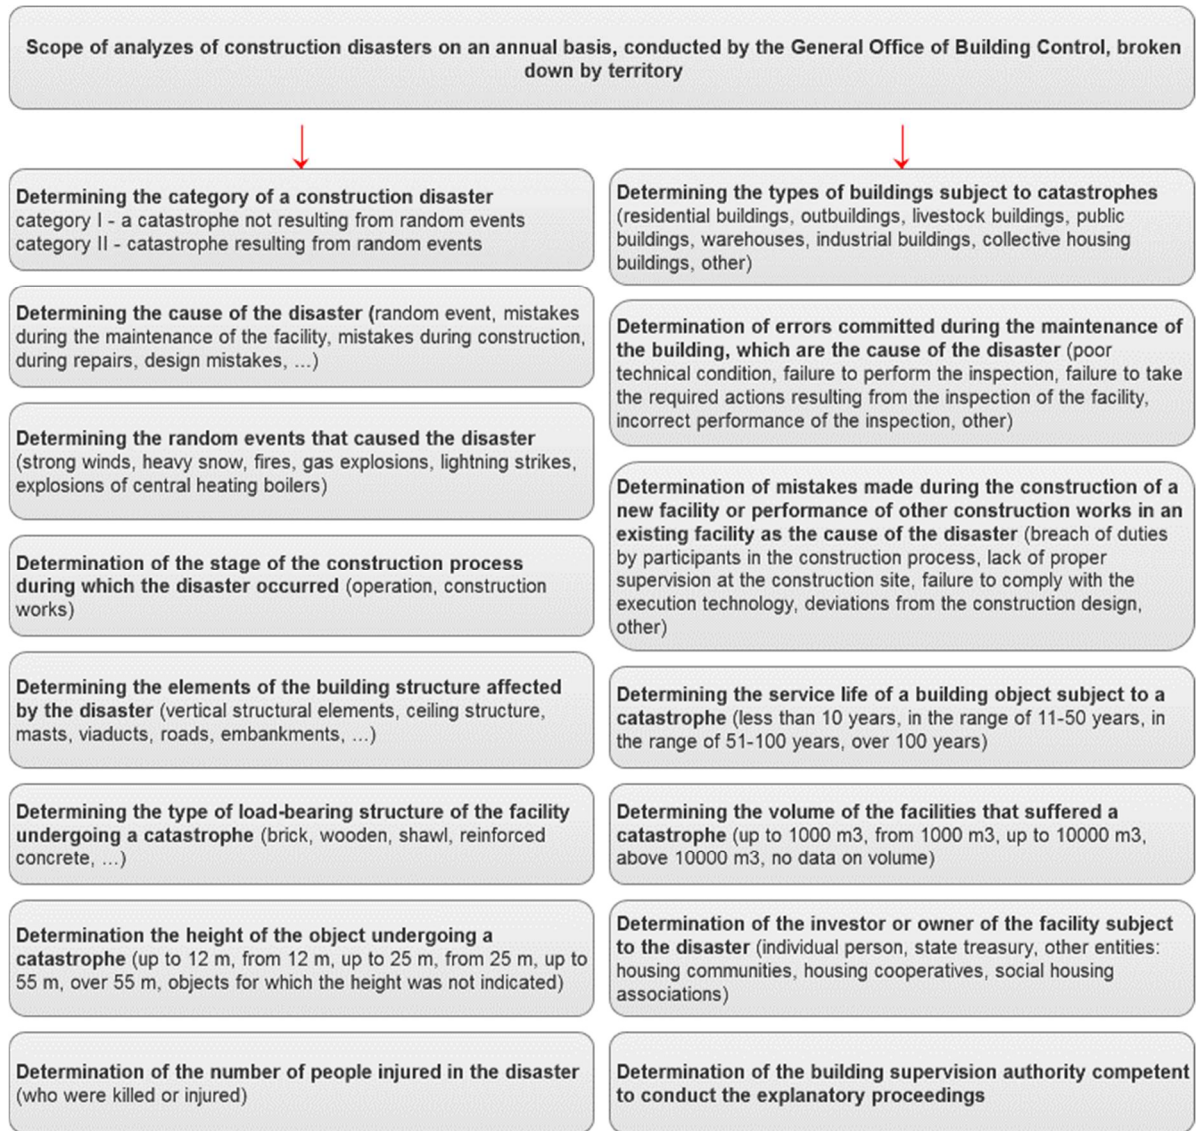 Scope of analyzes of construction disasters on an annual basis, conducted by the General Office of Building Control, broken
down by territory
Determining the category of a construction disaster
category I - a catastrophe not resulting from random events
category II - catastrophe resulting from random events
Determining the cause of the disaster (random event, mistakes
during the maintenance of the facility, mistakes during construction,
during repairs, design mistakes, ...)
Determining the random events that caused the disaster
(strong winds, heavy snow, fires, gas explosions, lightning strikes,
explosions of central heating boilers)
Determination of the stage of the construction process
during which the disaster occurred (operation, construction
works)
Determining the elements of the building structure affected
by the disaster (vertical structural elements, ceiling structure,
masts, viaducts, roads, embankments, ...)
Determining the type of load-bearing structure of the facility
undergoing a catastrophe (brick, wooden, shawl, reinforced
concrete, ...)
Determination the height of the object undergoing a
catastrophe (up to 12 m, from 12 m, up to 25 m, from 25 m, up to
55 m, over 55 m, objects for which the height was not indicated)
Determination of the number of people injured in the disaster
(who were killed or injured)
Determining the types of buildings subject to catastrophes
(residential buildings, outbuildings, livestock buildings, public
buildings, warehouses, industrial buildings, collective housing
buildings, other)
Determination of errors committed during the maintenance of
the building, which are the cause of the disaster (poor
technical condition, failure to perform the inspection, failure to take
the required actions resulting from the inspection of the facility,
incorrect performance of the inspection, other)
Determination of mistakes made during the construction of a
new facility or performance of other construction works in an
existing facility as the cause of the disaster (breach of duties
by participants in the construction process, lack of proper
supervision at the construction site, failure to comply with the
execution technology, deviations from the construction design,
other)
Determining the service life of a building object subject to a
catastrophe (less than 10 years, in the range of 11-50 years, in
the range of 51-100 years, over 100 years)
Determining the volume of the facilities that suffered a
catastrophe (up to 1000 m3, from 1000 m3, up to 10000 m3,
above 10000 m3, no data on volume)
Determination of the investor or owner of the facility subject
to the disaster (individual person, state treasury, other entities:
housing communities, housing cooperatives, social housing
associations)
Determination of the building supervision authority competent
to conduct the explanatory proceedings